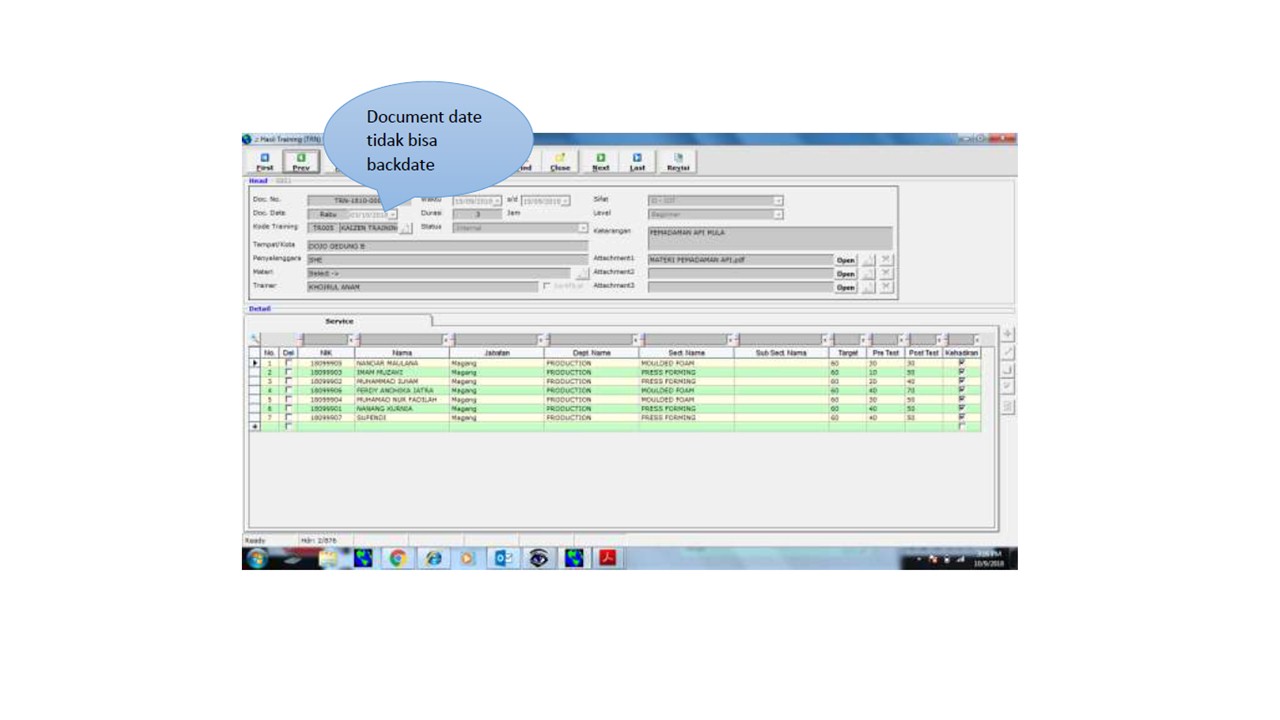 Document date
tidak bisa
backdate
.: Hasil Training (TRN)
First Prev Close Next Last Revisi
Head
Doc. No. TRN-1810- Waktu 10/09/2018 s/d 10/09/2018 Sifat
Doc. Date Rabu 03/10/2018 Durasi 3 Jam Level Beginner
Kode Training TR005 KAIZEN TRAINING Status Internal Keterangan PEMADAMAN API MULA
Tempat/Kota DOJO GEDUNG B
Penyelenggara SHE Attachment1 MATERI PEMADAMAN API.pdf Open
Materi Select -> Attachment2 Open
Trainer KHOIRUL ANAM Sertifikat Attachment3 Open
Detail
Service
No. Del NIK Nama Jabatan Dept Name Sect Name Sub Sect Name Target Pre Test Post Test Kehadiran
1 18099905 NANDAR MAULANA Magang PRODUCTION MOULDED FOAM 60 30 50
2 18099903 IMAM MUZAKI Magang PRODUCTION PRESS FORMING 60 10 50
3 18099902 MUHAMMAD ILHAM Magang PRODUCTION PRESS FORMING 60 20 40
4 18099906 FERDY ANDHIKA JATRA Magang PRODUCTION MOULDED FOAM 60 40 70
5 18099904 MUHAMAD NUR FADILAH Magang PRODUCTION MOULDED FOAM 60 30 50
6 18099901 NANANG KURNIA Magang PRODUCTION PRESS FORMING 60 40 50
7 18099907 SUPENDI Magang PRODUCTION PRESS FORMING 60 40 50
Ready Hdr: 2/876
PM
10/9/2018